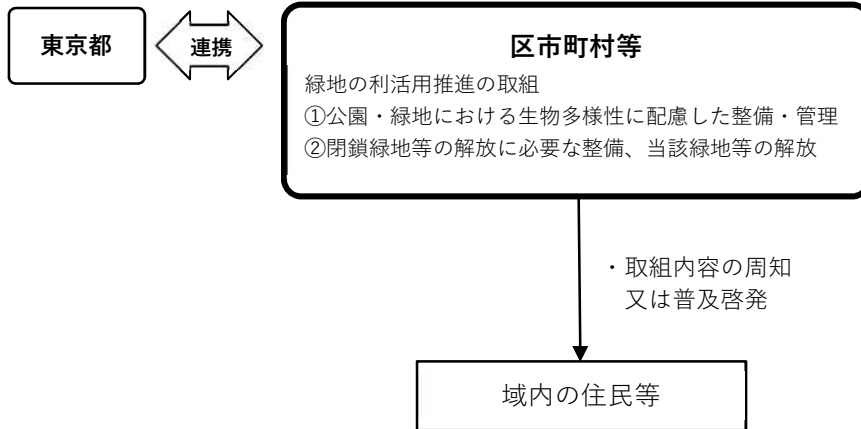 東京都
連携
区市町村等
緑地の利活用推進の取組
①公園・緑地における生物多様性に配慮した整備・管理
②閉鎖緑地等の解放に必要な整備、当該緑地等の解放
・取組内容の周知
又は普及啓発
域内の住民等